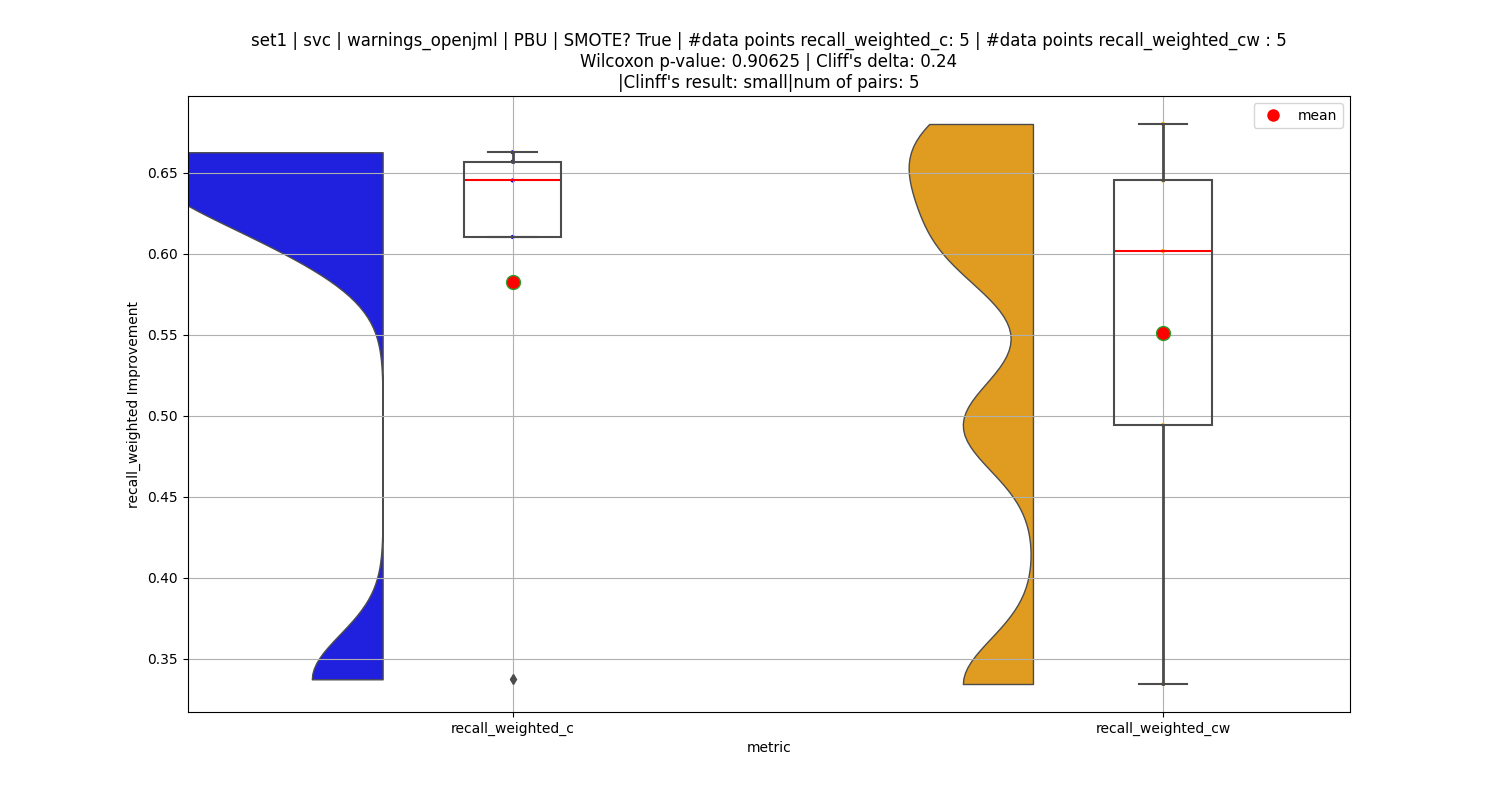 set1 | svc | warnings_openjml | PBU | SMOTE? True | #data points recall_weighted_c: 5 | #data points recall_weighted_cw : 5
Wilcoxon p-value: 0.90625 | Cliff's delta: 0.24
|Clinff's result: small|num of pairs: 5
mean
0.65
0.60
0.55
0.50
0.45
0.40
0.35
recall_weighted Improvement
recall_weighted_c
recall_weighted_cw
metric